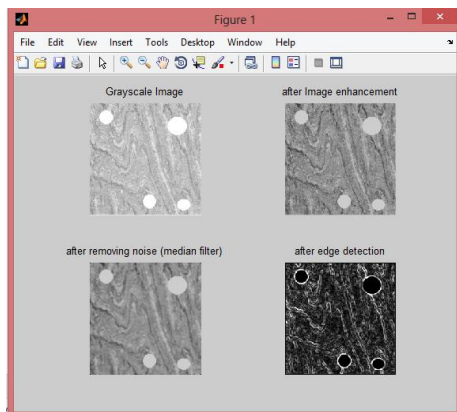 Figure 1
File Edit View Insert Tools Desktop Window Help
Grayscale Image
after Image enhancement
after removing noise (median filter)
after edge detection